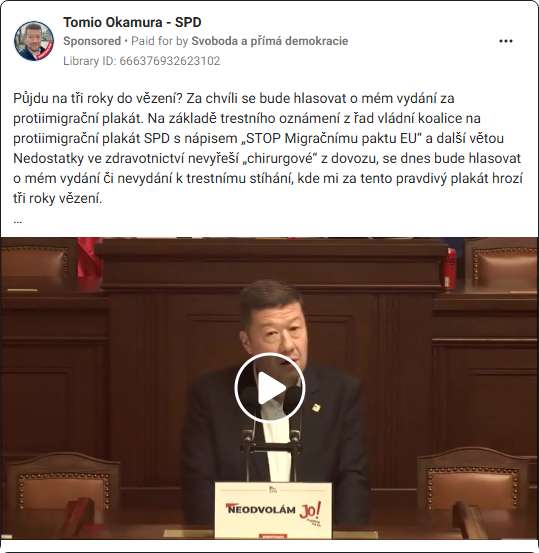 Tomio Okamura - SPD
Sponsored • Paid for by Svoboda a přímá demokracie
Library ID: 666376932623102
Půjdu na tři roky do vězení? Za chvíli se bude hlasovat o mém vydání za
protiimigrační plakát. Na základě trestního oznámení z řad vládní koalice na
protiimigrační plakát SPD s nápisem „STOP Migračnímu paktu EU“ a další větou
Nedostatky ve zdravotnictví nevyřeší „chirurgové“ z dovozu, se dnes bude hlasovat
o mém vydání či nevydání k trestnímu stíhání, kde mi za tento pravdivý plakát hrozí
tři roky vězení.
...
NEODVOLÁM Jo!